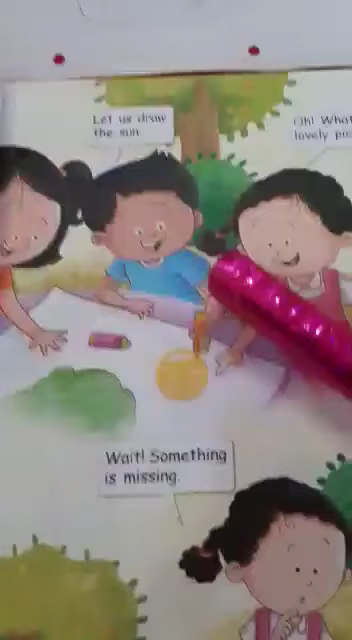 Let us draw
the sun.
Oh! What
lovely
Wait! Something
is missing.